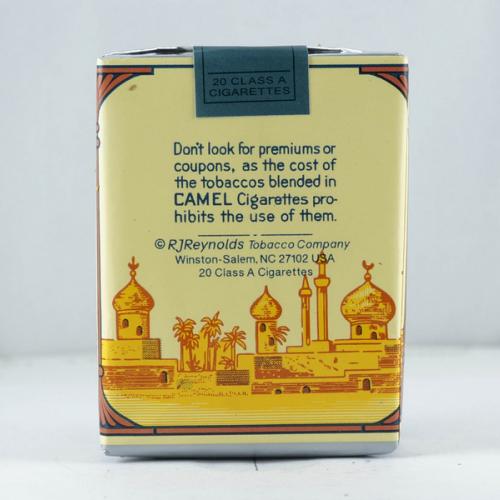 20 CLASS A
CIGARETTES
Don't look for premiums or
coupons, as the cost of
the tobaccos blended in
CAMEL Cigarettes pro-
hibits the use of them.
© RJReynolds Tobacco Company
Winston-Salem, NC 27102 USA
20 Class A Cigarettes